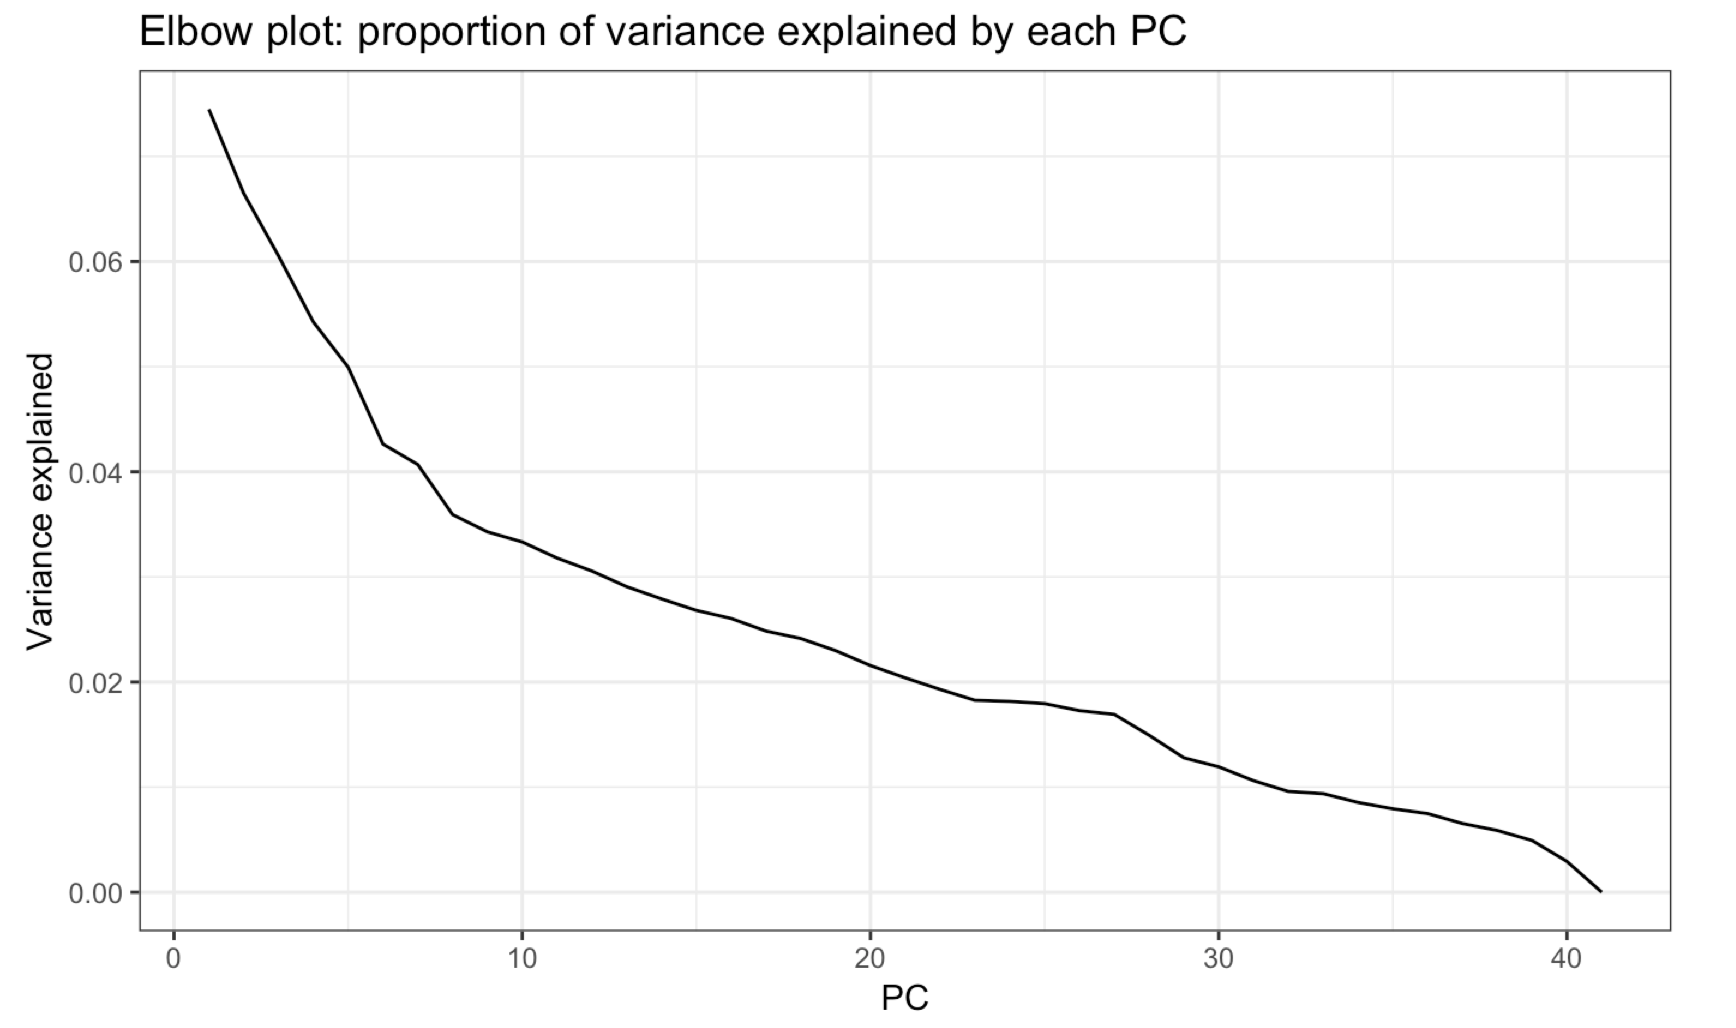 Elbow plot: proportion of variance explained by each PC
Variance explained
0.06
0.04
0.02
0.00
0 10 20 30 40
PC